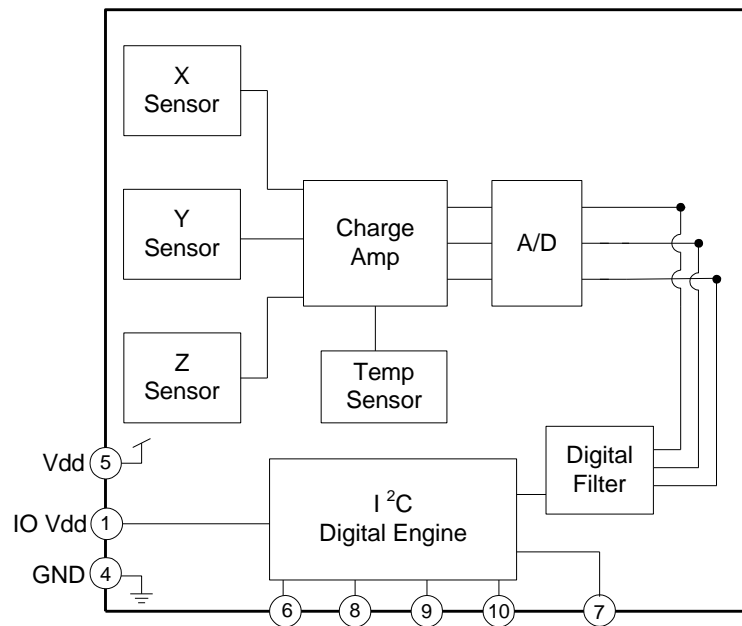 X
Sensor
Y
Sensor
Charge
Amp
A/D
Z
Sensor
Temp
Sensor
Vdd 5
Digital
Filter
I ²C
Digital Engine
IO Vdd 1
GND 4
6 8 9 10 7